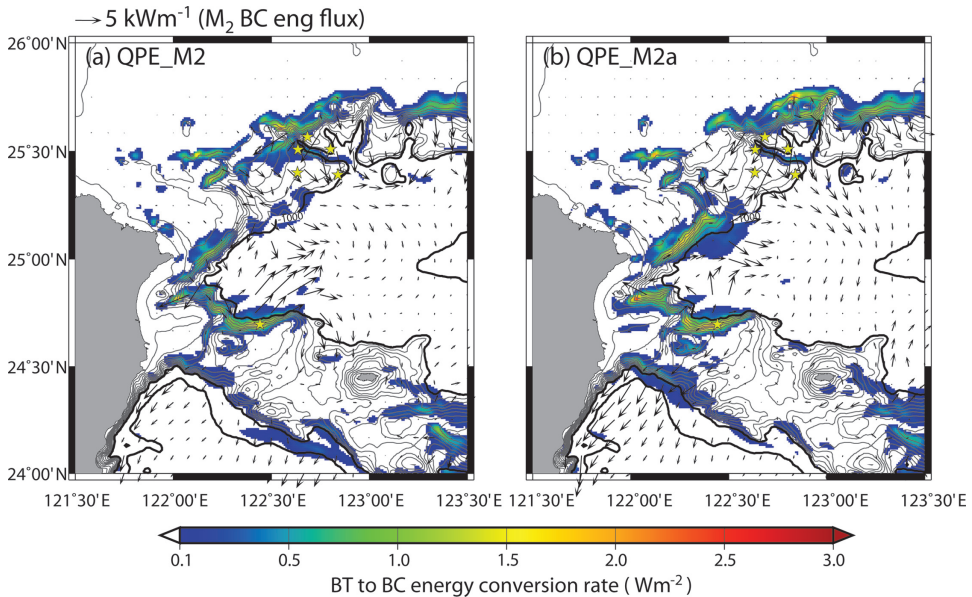 5 kWm⁻¹ (M₂ BC eng flux)
26°00'N
(a) QPE_M2
(b) QPE_M2a
25°30'N
25°00'N
24°30'N
24°00'N
1000
1000
121°30'E 122°00'E 122°30'E 123°00'E 123°30'E
121°30'E 122°00'E 122°30'E 123°00'E 123°30'E
0.1 0.5 1.0 1.5 2.0 2.5 3.0
BT to BC energy conversion rate ( Wm⁻²)